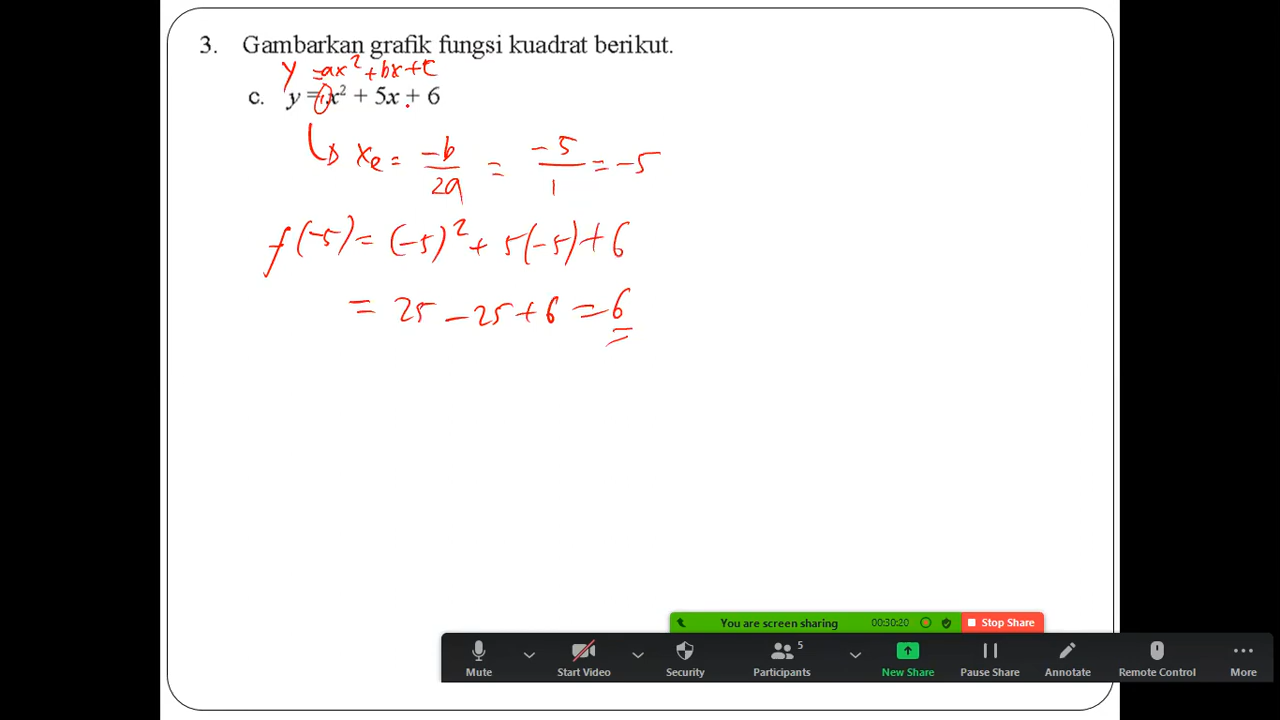 3. Gambarkan grafik fungsi kuadrat berikut.
y = ax² + bx + c
c. y = 1x² + 5x + 6
↳ xe = -b/2a = -5/1 = -5
f(-5) = (-5)² + 5(-5) + 6
= 25 - 25 + 6 = 6
You are screen sharing 00:30:20 Stop Share
5
Mute Start Video Security Participants New Share Pause Share Annotate Remote Control More